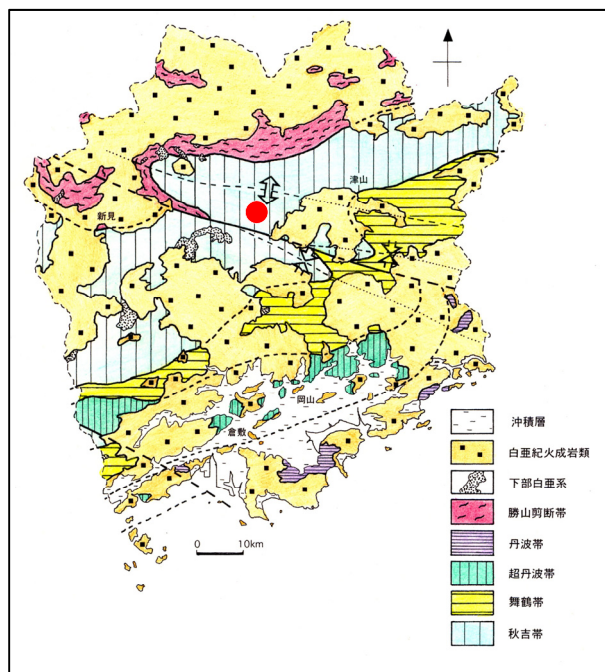 津山
新見
岡山
倉敷
0 10km
沖積層
白亜紀火成岩類
下部白亜系
勝山剪断帯
丹波帯
超丹波帯
舞鶴帯
秋吉帯